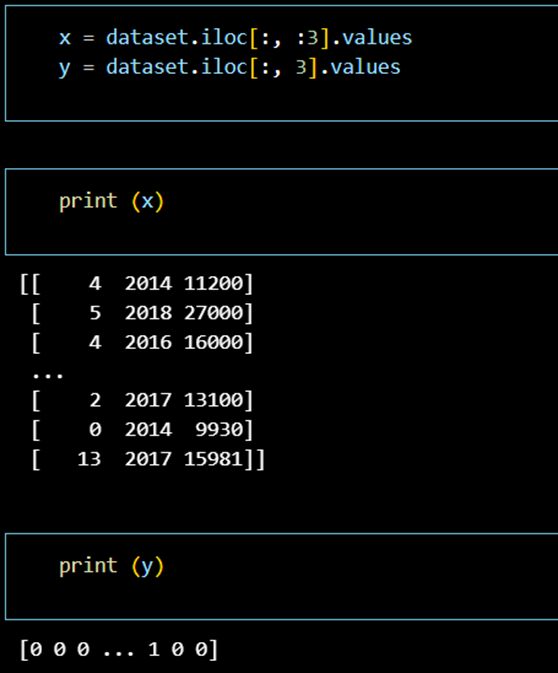 x = dataset.iloc[:, :3].values
y = dataset.iloc[:, 3].values
print (x)
[[    4  2014 11200]
 [    5  2018 27000]
 [    4  2016 16000]
 ...
 [    2  2017 13100]
 [    0  2014  9930]
 [   13  2017 15981]]
print (y)
[0 0 0 ... 1 0 0]